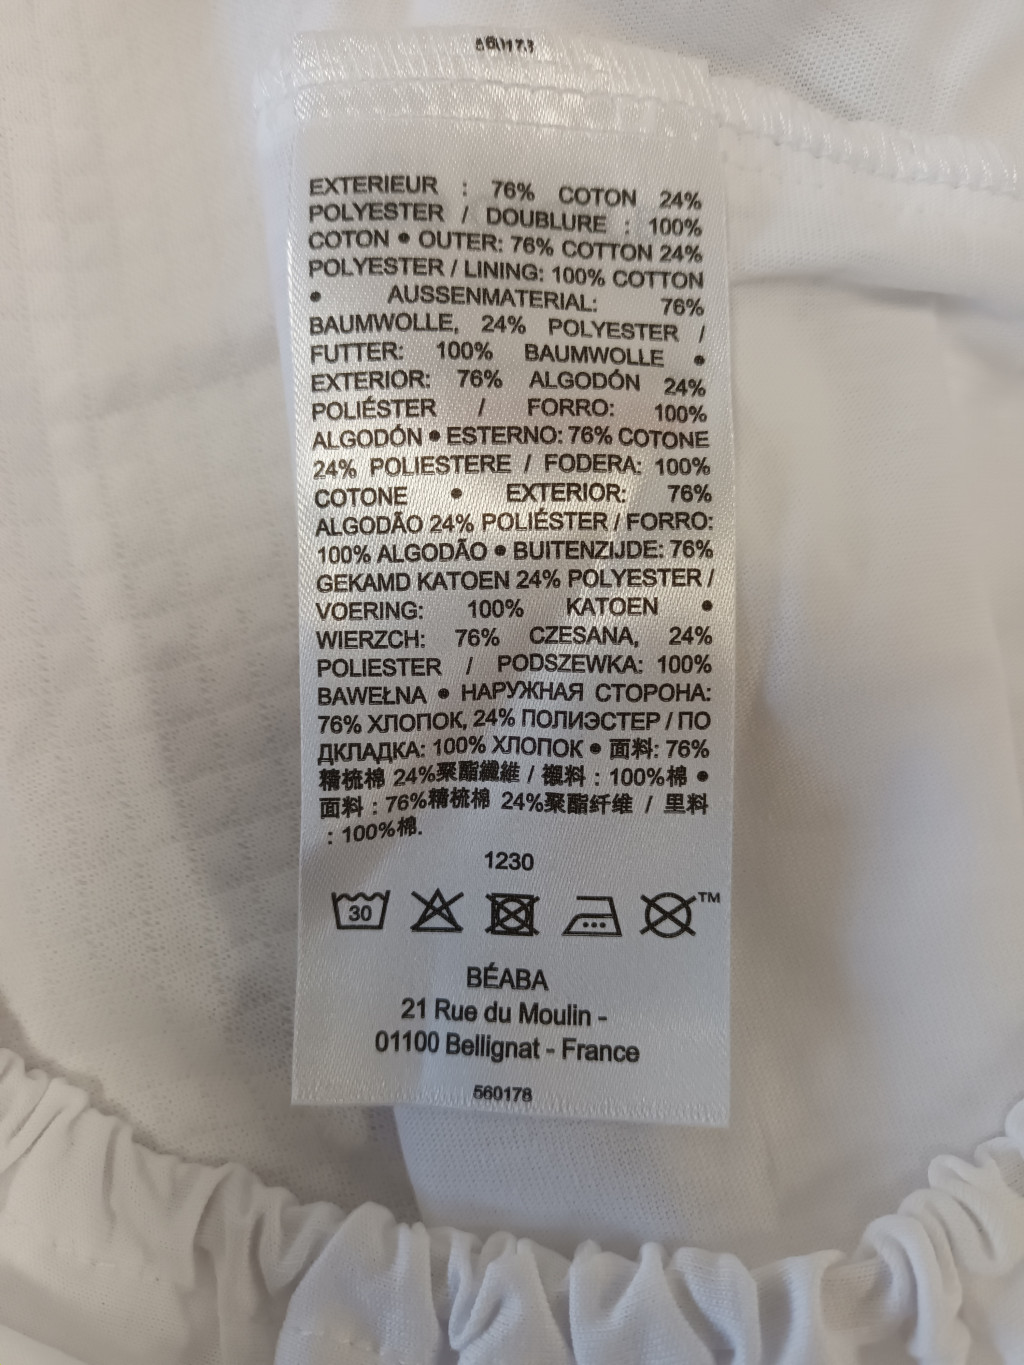 EXTERIEUR : 76% COTON 24%
POLYESTER / DOUBLURE : 100%
COTON • OUTER: 76% COTTON 24%
POLYESTER / LINING: 100% COTTON
• AUSSENMATERIAL: 76%
BAUMWOLLE, 24% POLYESTER /
FUTTER: 100% BAUMWOLLE •
EXTERIOR: 76% ALGODÓN 24%
POLIÉSTER / FORRO: 100%
ALGODÓN • ESTERNO: 76% COTONE
24% POLIESTERE / FODERA: 100%
COTONE • EXTERIOR: 76%
ALGODÃO 24% POLIÉSTER / FORRO:
100% ALGODÃO • BUITENZIJDE: 76%
GEKAMD KATOEN 24% POLYESTER /
VOERING: 100% KATOEN •
WIERZCH: 76% CZESANA, 24%
POLIESTER / PODSZEWKA: 100%
BAWEŁNA • НАРУЖНАЯ СТОРОНА:
76% ХЛОПОК, 24% ПОЛИЭСТЕР / ПО
ДКЛАДКА: 100% ХЛОПОК • 面料: 76%
精梳棉 24%聚酯纖維 / 襯料 : 100%棉 •
面料 : 76%精梳棉 24%聚酯纤维 / 里料
: 100%棉.
1230
30
TM
BÉABA
21 Rue du Moulin -
01100 Bellignat - France
560178